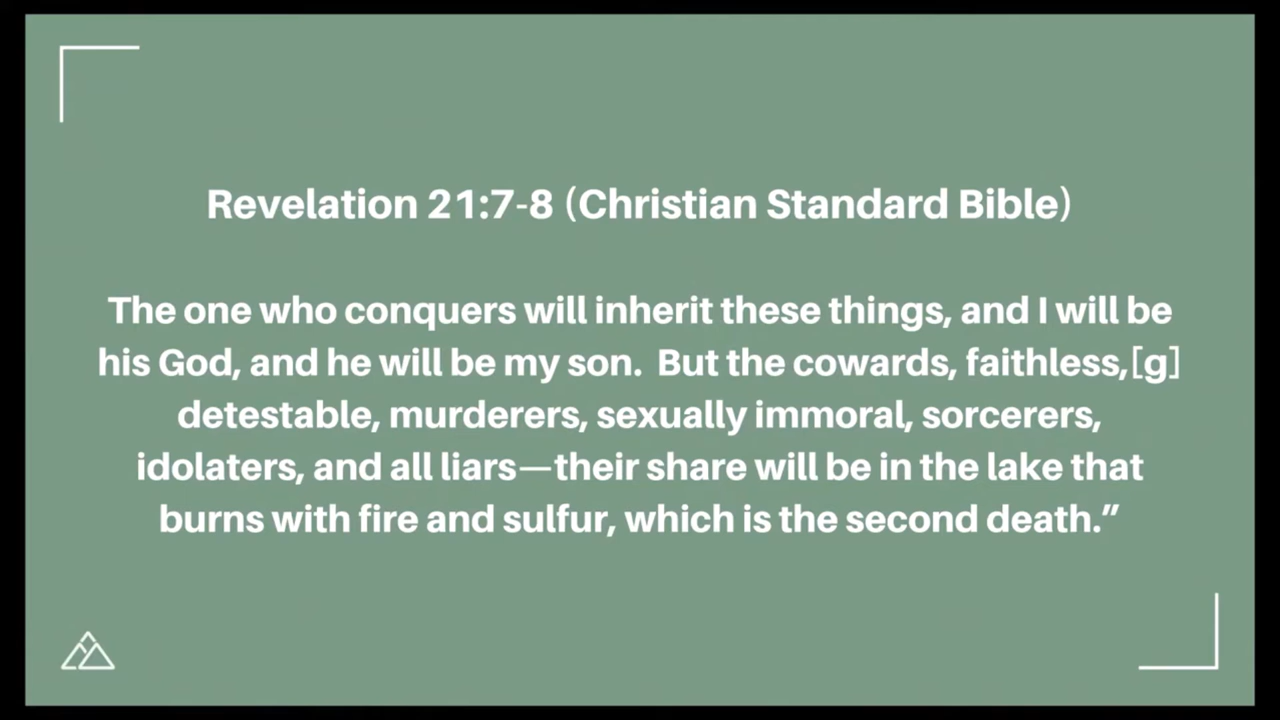 Revelation 21:7-8 (Christian Standard Bible)
The one who conquers will inherit these things, and I will be
his God, and he will be my son.  But the cowards, faithless,[g]
detestable, murderers, sexually immoral, sorcerers,
idolaters, and all liars—their share will be in the lake that
burns with fire and sulfur, which is the second death.”